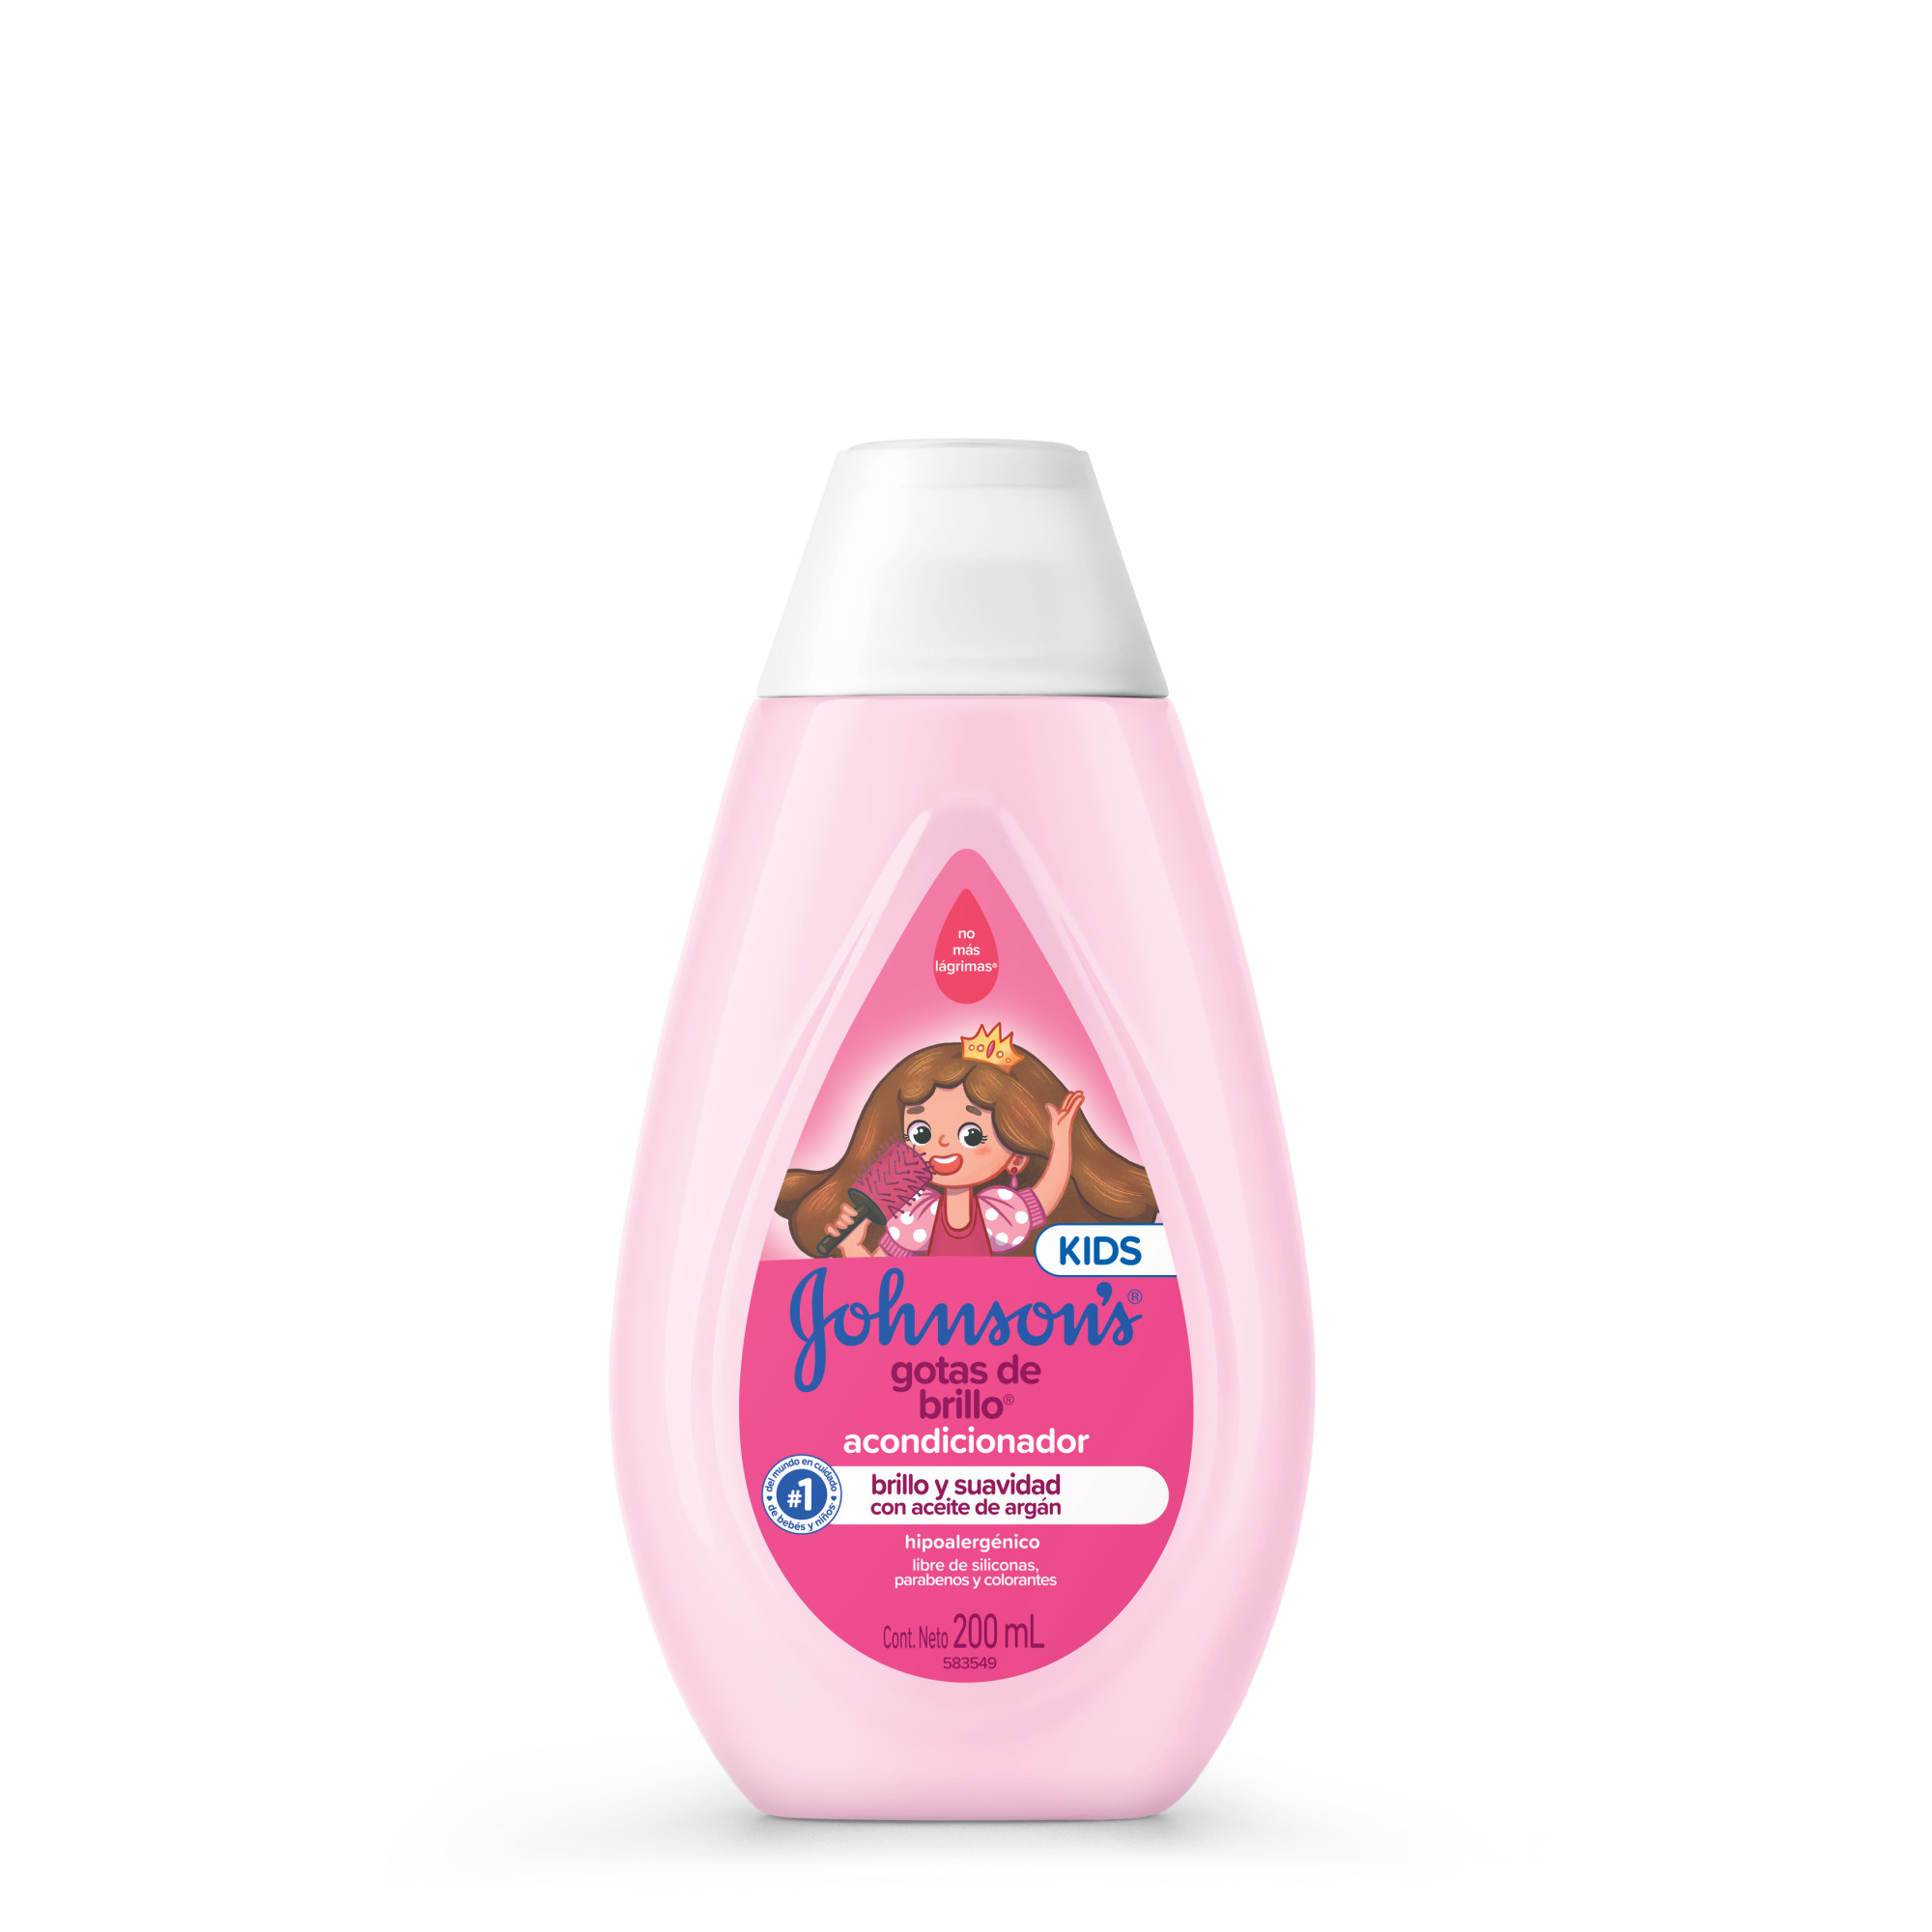 no
más
lágrimas®
KIDS
Johnson's®
gotas de
brillo®
acondicionador
#1
del mundo en cuidado
de bebés y niños
brillo y suavidad
con aceite de argán
hipoalergénico
libre de siliconas,
parabenos y colorantes
Cont. Neto 200 mL
583549